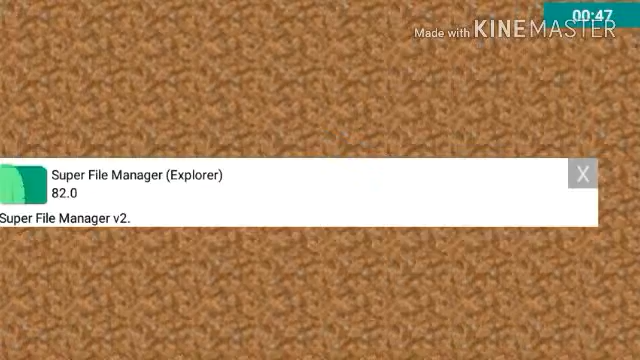 00:47
Made with KINEMASTER
Super File Manager (Explorer)
X
82.0
Super File Manager v2.